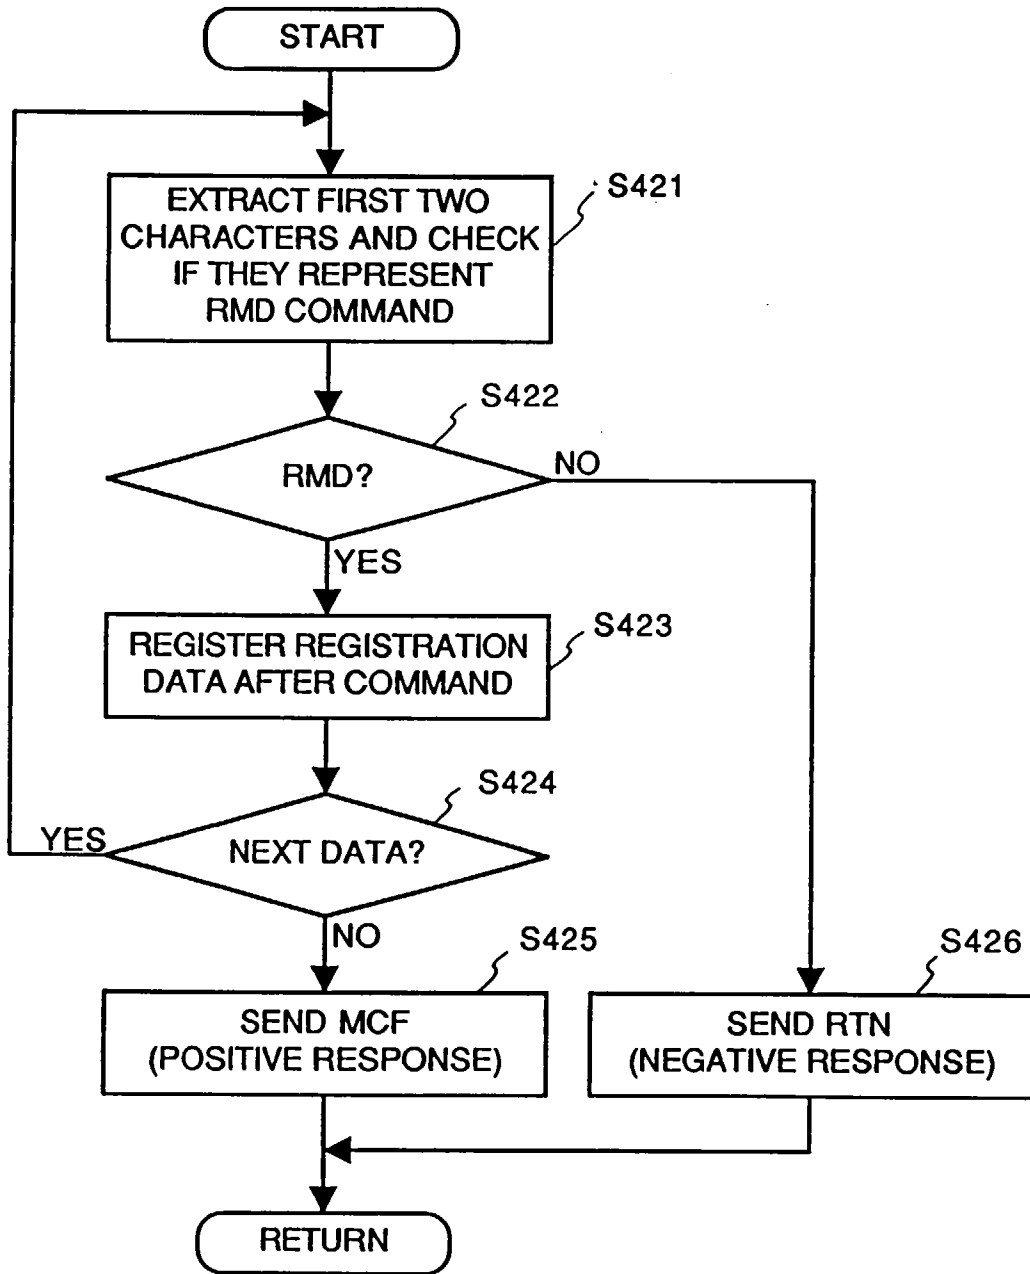 START
EXTRACT FIRST TWO
CHARACTERS AND CHECK
IF THEY REPRESENT
RMD COMMAND
S421
S422
RMD?
NO
YES
S423
REGISTER REGISTRATION
DATA AFTER COMMAND
S424
YES
NEXT DATA?
NO
S425
S426
SEND MCF
(POSITIVE RESPONSE)
SEND RTN
(NEGATIVE RESPONSE)
RETURN